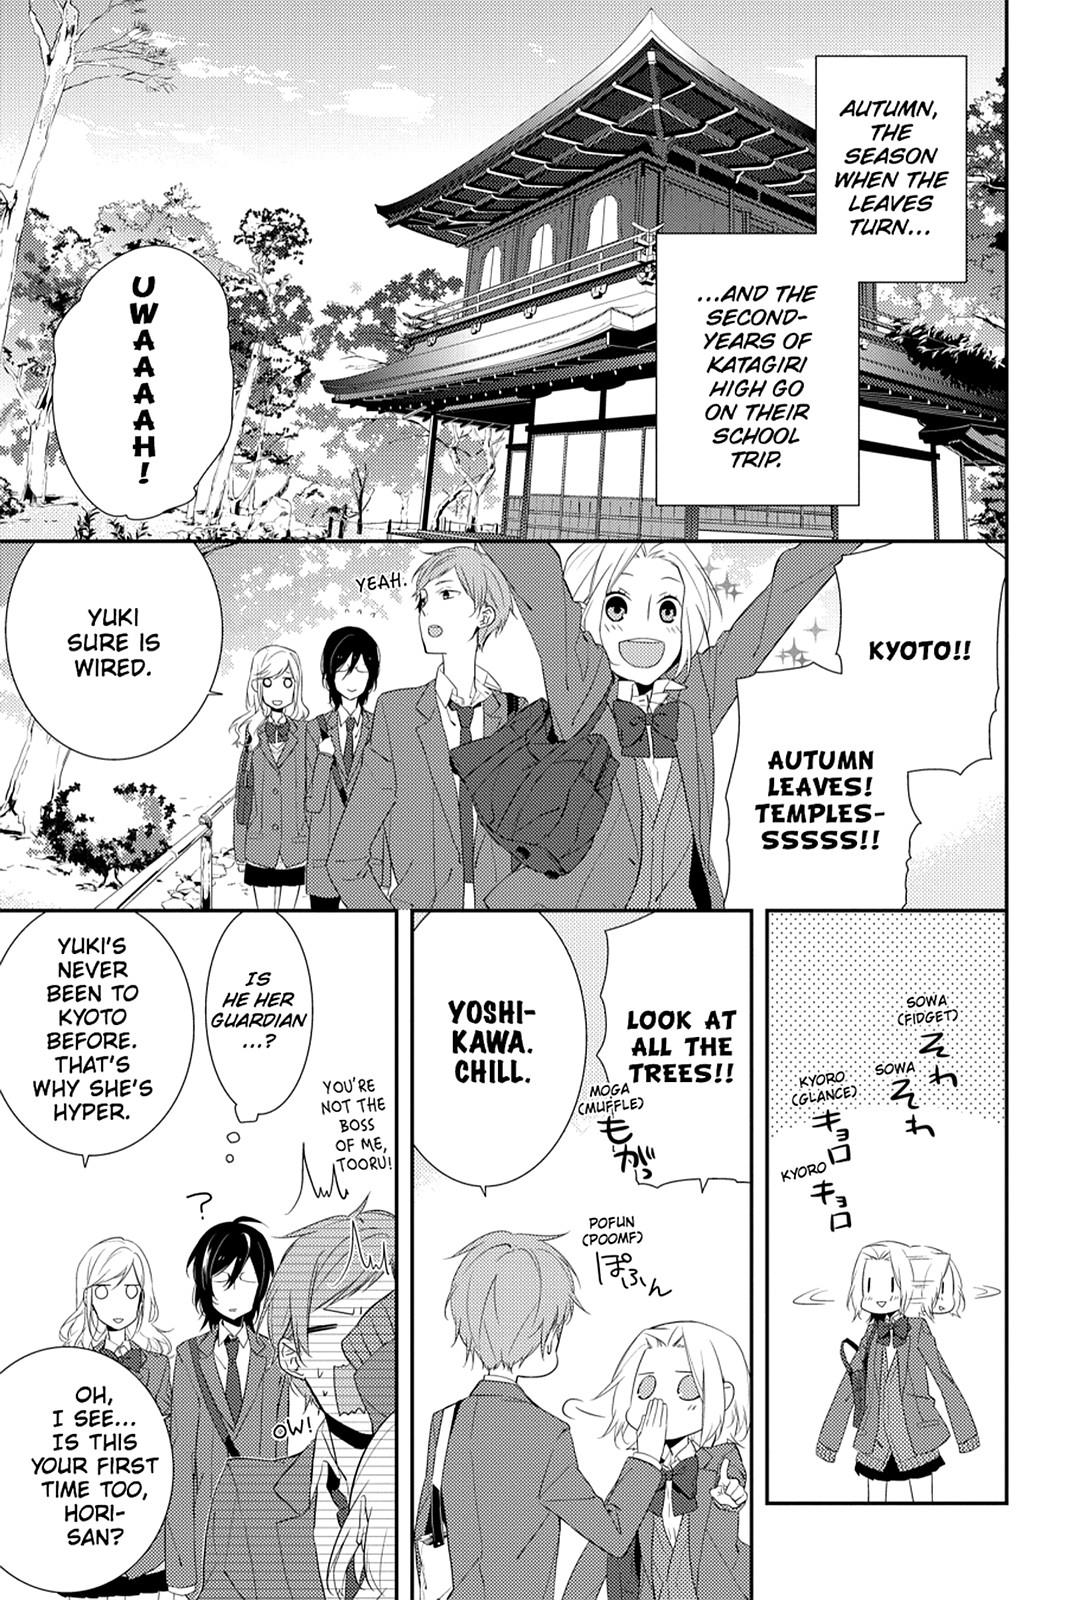 AUTUMN,
THE
SEASON
WHEN THE
LEAVES
TURN...
...AND THE
SECOND-
YEARS OF
KATAGIRI
HIGH GO
ON THEIR
SCHOOL
TRIP.
UWAAAAH!
KYOTO!!
AUTUMN
LEAVES!
TEMPLES-
SSSSS!!
YEAH.
YUKI
SURE IS
WIRED.
SOWA
(FIDGET)
そわ
SOWA
そわ
KYORO
(GLANCE)
キョロ
KYORO
キョロ
LOOK AT
ALL THE
TREES!!
MOGA
(MUFFLE)
もがっ
YOSHI-
KAWA.
CHILL.
POFUN
(POOMF)
ぽふん
IS
HE HER
GUARDIAN
...?
YOU'RE
NOT THE
BOSS
OF ME,
TOORU!
YUKI'S
NEVER
BEEN TO
KYOTO
BEFORE.
THAT'S
WHY SHE'S
HYPER.
?
OW!
OH,
I SEE...
IS THIS
YOUR FIRST
TIME TOO,
HORI-
SAN?